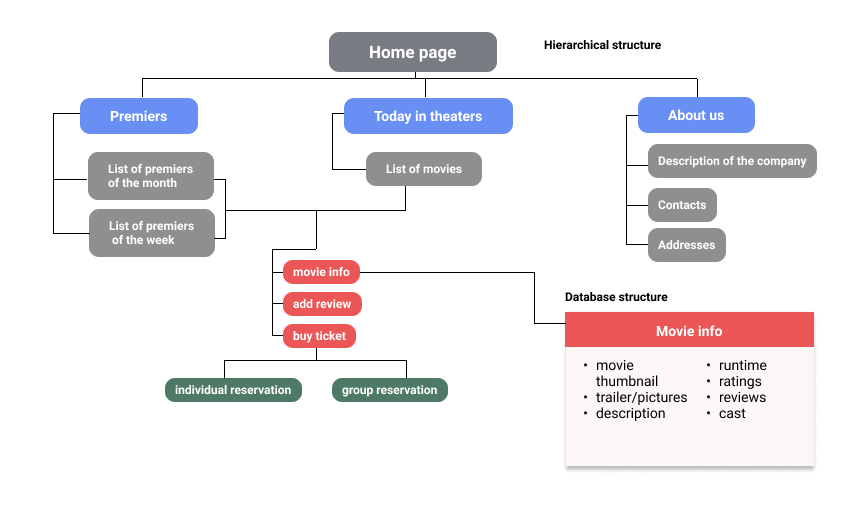 Home page
Hierarchical structure
Premiers
Today in theaters
About us
List of premiers
of the month
List of movies
Description of the company
List of premiers
of the week
Contacts
Addresses
movie info
add review
buy ticket
individual reservation
group reservation
Database structure
Movie info
• movie
thumbnail
• trailer/pictures
• description
• runtime
• ratings
• reviews
• cast